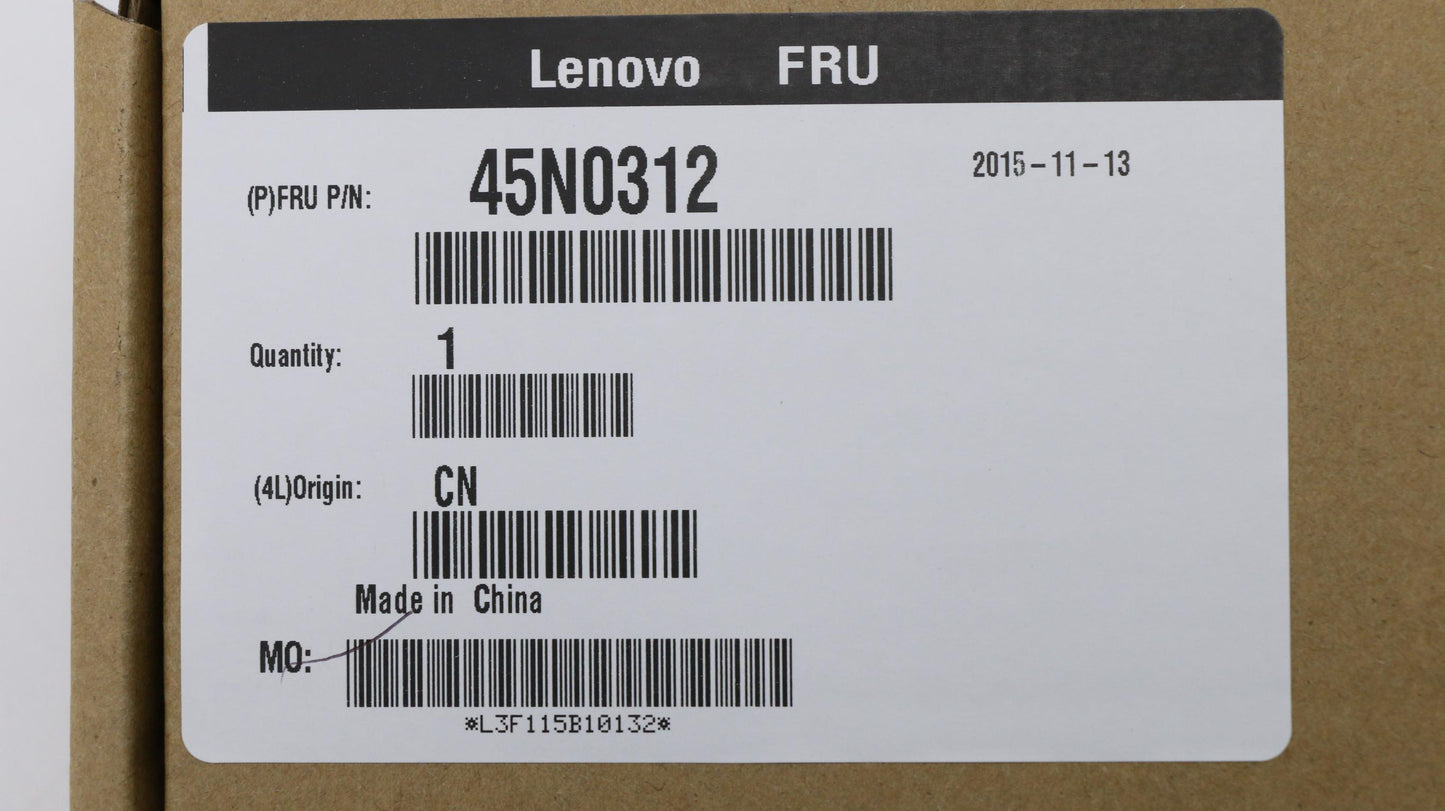 Lenovo FRU
(P)FRU P/N: 45N0312 2015-11-13
Quantity: 1
(4L)Origin: CN
Made in China
MO:
*L3F115B10132*